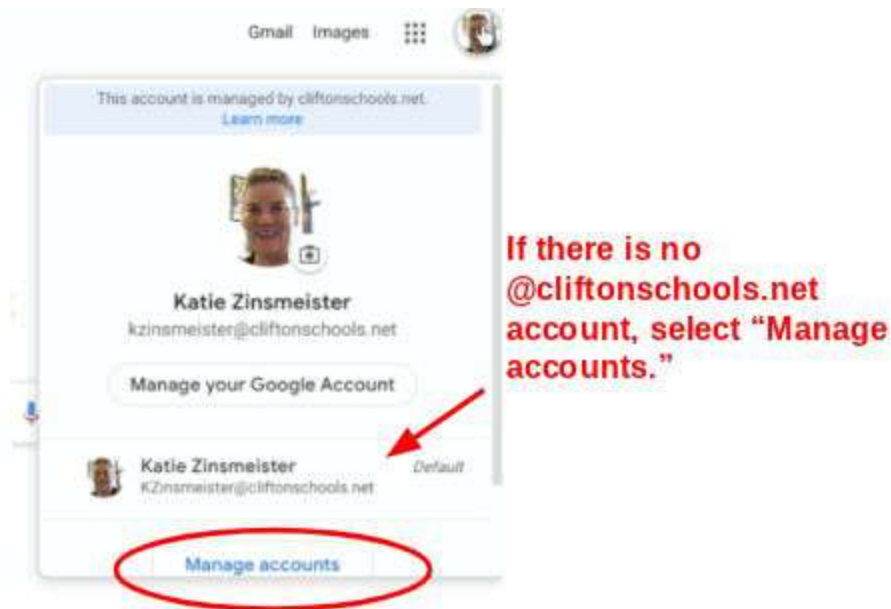 Gmail Images
This account is managed by cliftonschools.net.
Learn more
Katie Zinsmeister
kzinsmeister@cliftonschools.net
Manage your Google Account
If there is no
@cliftonschools.net
account, select “Manage
accounts.”
Katie Zinsmeister Default
KZinsmeister@cliftonschools.net
Manage accounts